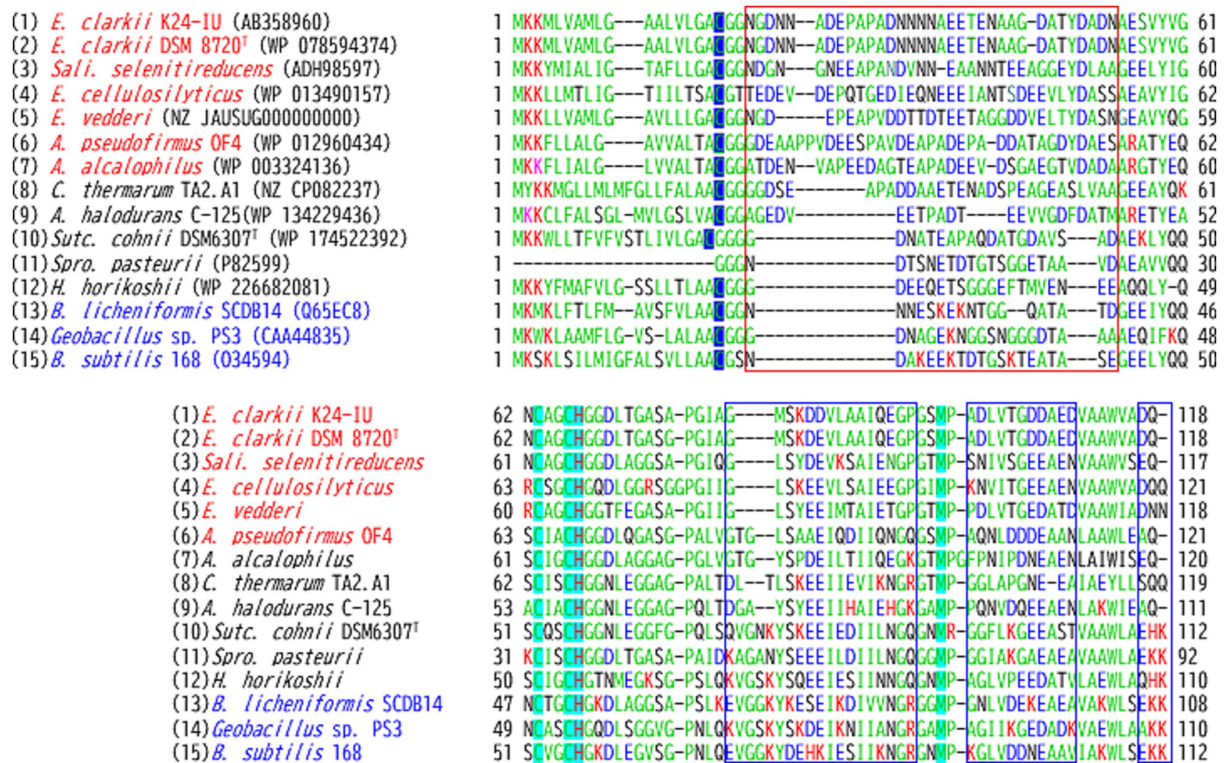 (1) E. clarkii K24-IU (AB358960) 1 MKKMLVAMLG---AALVLGACGGNGDNN--ADEPAPADNNNNAEETENAAG-DATYDADNAESVYVG 61
(2) E. clarkii DSM 8720T (WP 078594374) 1 MKKMLVAMLG---AALVLGACGGNGDNN--ADEPAPADNNNNAEETENAAG-DATYDADNAESVYVG 61
(3) Sali. selenitireducens (ADH98597) 1 MKKYMIALIG---TAFLLGACGGNDGN---GNEEAPANDVNN-EAANNTEEAGGEYDLAAGEELYIG 60
(4) E. cellulosilyticus (WP 013490157) 1 MKKLLMTLIG---TIILTSACGTTEDEV--DEPQTGEDIEQNEEEIANTSDEEVLYDASSAEAVYIG 62
(5) E. vedderi (NZ JAUSUG000000000) 1 MKKLLLALIG---ALLVLGACGGNGD----EPEAPVDDTTDTEETAGGDDVELTYDASNGEAVYQG 59
(6) A. pseudofirmus OF4 (WP 012960434) 1 MKKFLLALG----AVVALTACGGGGDEAAPPVDEESPAVDEAPADEPA-DDATAGDYDAESARATYEQ 62
(7) A. alcalophilus (WP 003324136) 1 MKKFLIALG----LVVALTACGGATDEN--VAPEEDAGTEAPADEEV-DSGAEGTVDADAARGTYEQ 60
(8) C. thermarum TA2.A1 (NZ CP082237) 1 MYKKMGLLMLMFGLLFALAACGGGGDSE------APADDAAETENADSPEAGEASLVAAGEEAYQK 61
(9) A. halodurans C-125(WP 134229436) 1 MKKCLFALSGL-MVLGSLVACGGAGEDV---------EETPADT---EEVVGDFDATMARETYEA 52
(10)Sutc. cohnii DSM6307T (WP 174522392) 1 MKKWLLTFVFVSTLIVLGACGGGG------------DNATEAPAQDATGDAVS---ADAEKLYQQ 50
(11)Spro. pasteurii (P82599) 1 ------------------GGGN------------DTSNETDTGTSGGETAA---VDAEAVVQQ 30
(12)H. horikoshii (WP 226682081) 1 MKKYFMAFVLG-SSLLTLAACGGG------------DEEQETSGGGEFTMVEN---EEAQQLY-Q 49
(13)B. licheniformis SCDB14 (Q65EC8) 1 MKMKLFTLFM--AVSFVLAACGGN------------NNESKEKNTGG--QATA---TDGEEIYQQ 46
(14)Geobacillus sp. PS3 (CAA44835) 1 MKWKLAAMFLG-VS-LALAACGGG------------DNAGEKNGGSNGGGDTA---AAAEQIFKQ 48
(15)B. subtilis 168 (O34594) 1 MKSKLSILMIGFALSVLLAACGSN------------DAKEEKTDTGSKTEATA---SEGEELYQQ 50
(1)E. clarkii K24-IU 62 NCAGCHGGDLTGASA-PGIAG----MSKDDVLAAIQEGPGSMP-ADLVTGDDAEDVAAWVADQ- 118
(2)E. clarkii DSM 8720T 62 NCAGCHGGDLTGASG-PGIAG----MSKDEVLAAIQEGPGSMP-ADLVTGDDAEDVAAWVADQ- 118
(3)Sali. selenitireducens 61 NCAGCHGGDLAGGSA-PGIQG----LSYDEVKSAIENGPGTMP-SNIVSGEEAENVAAWVSEQ- 117
(4)E. cellulosilyticus 63 RCSGCHGQDLGGRSGGPGIIG----LSKEEVLSAIEEGPGIMP-KNVITGEEAENVAAWVADQQ 121
(5)E. vedderi 60 RCAGCHGGTFEGASA-PGIIG----MSYEEIMTAIETGPGTMP-PDLVTGEDATDVAAWIADNN 118
(6)A. pseudofirmus OF4 63 SCIACHGGDLQGASG-PALVGTG--LSAAEIQDIIQNGQGSMP-AQNLDDDEAANLAAWLEAQ- 121
(7)A. alcalophilus 61 SCIGCHGGDLAGGAG-PGLVGTG--YSPDEILTIIQEGKGTMPGFPNIPDNEAENLAIWISEQ- 120
(8)C. thermarum TA2.A1 62 SCISCHGGNLEGGAG-PALTDL--TLSKEEIIEVIKNGRGTMP-GGLAPGNE-EAIAEYLLSQQ 119
(9)A. halodurans C-125 53 ACIACHGGNLEGGAG-PQLTDGA--YSYEEIIHAIEHGKGAMP-PQNVDQEEAENLAKWIEAQ- 111
(10)Sutc. cohnii DSM6307T 51 SCQSCHGGNLEGGFG-PQLSQVGNKYSKEEIEDIILNGQGNMR-GGFLKGEEASTVAAWLAEHK 112
(11)Spro. pasteurii 31 KCISCHGGDLTGASA-PAIDKAGANYSEEEILDIILNGQGGMP-GGIAKGAEAEAVAAWLAEKK 92
(12)H. horikoshii 50 SCIGCHGTNMEGKSG-PSLQKVGSKYSQEEIESIINNGQGNMP-AGLVPEEDATVLAEWLAQHK 110
(13)B. licheniformis SCDB14 47 NCTGCHGKDLAGVSA-PSLKEVGGKYKESEIKDIVVNGRGNMP-GNLVDEKEAEAVAKWLSEKK 108
(14)Geobacillus sp. PS3 49 NCASCHGQDLSGGVG-PNLQKVGSKYSKDEIKNIIANGRGAMP-AGIIKGEDADKVAEWLAAKK 110
(15)B. subtilis 168 51 SCVGCHGKDLEGVSG-PNLQEVGGKYDEHKIESIIKNGRGNMP-KGLVDDNEAAVIAKWLSEKK 112